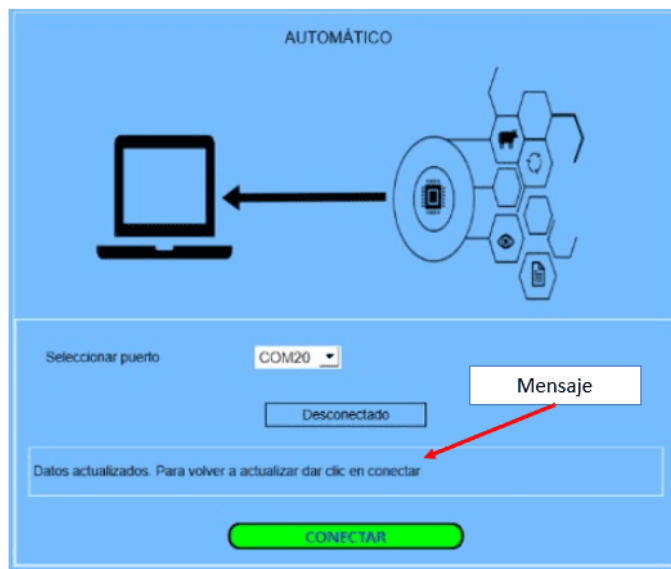 AUTOMÁTICO
Seleccionar puerto
COM20
Mensaje
Desconectado
Datos actualizados. Para volver a actualizar dar clic en conectar
CONECTAR